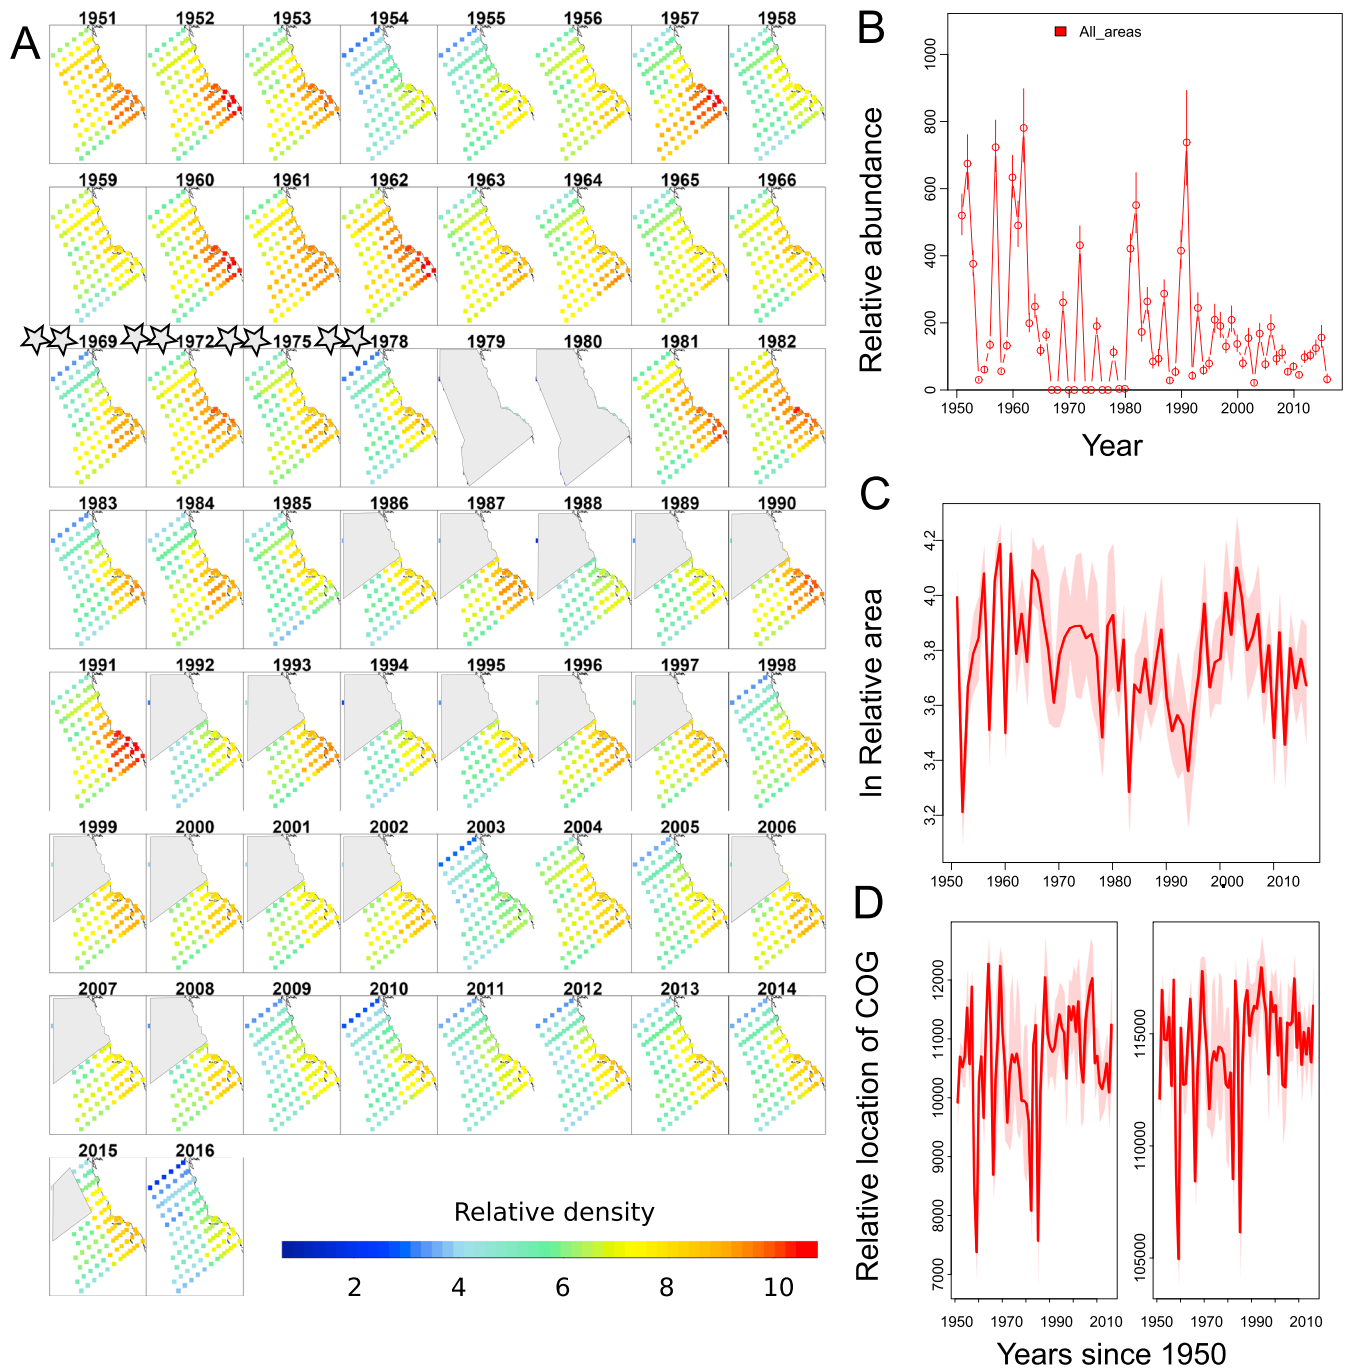 A
1951 1952 1953 1954 1955 1956 1957 1958
1959 1960 1961 1962 1963 1964 1965 1966
1969 1972 1975 1978 1979 1980 1981 1982
1983 1984 1985 1986 1987 1988 1989 1990
1991 1992 1993 1994 1995 1996 1997 1998
1999 2000 2001 2002 2003 2004 2005 2006
2007 2008 2009 2010 2011 2012 2013 2014
2015 2016
Relative density
2 4 6 8 10
B
All_areas
Relative abundance
1000
800
600
400
200
0
1950 1960 1970 1980 1990 2000 2010
Year
C
ln Relative area
4.2
4.0
3.8
3.6
3.4
3.2
1950 1960 1970 1980 1990 2000 2010
D
Relative location of COG
12000
11000
10000
9000
8000
7000
1950 1970 1990 2010
115000
110000
105000
1950 1970 1990 2010
Years since 1950